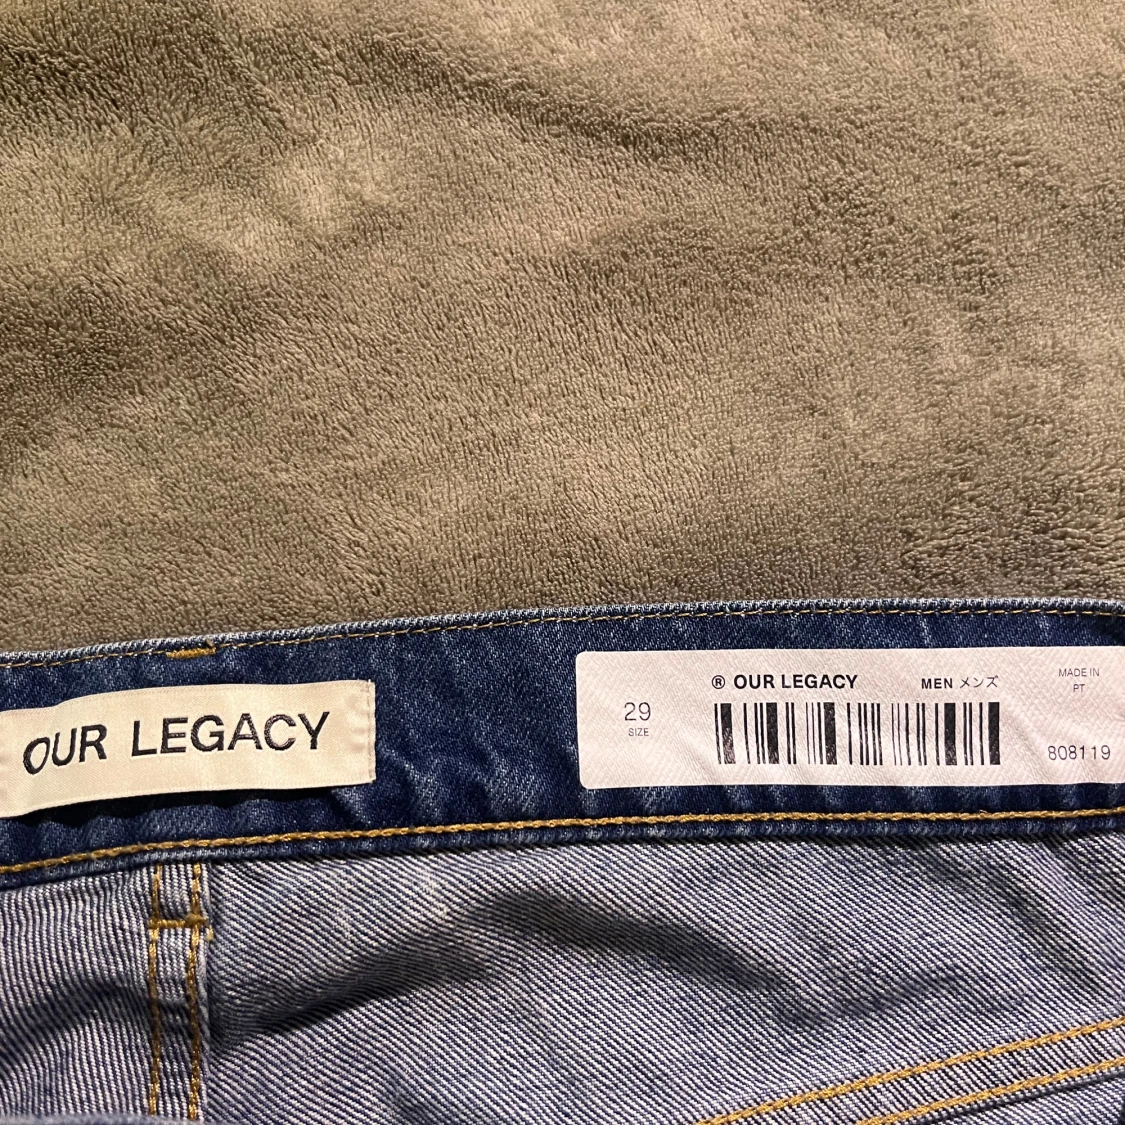 OUR LEGACY
® OUR LEGACY
MEN メンズ
MADE IN
PT
29
SIZE
808119